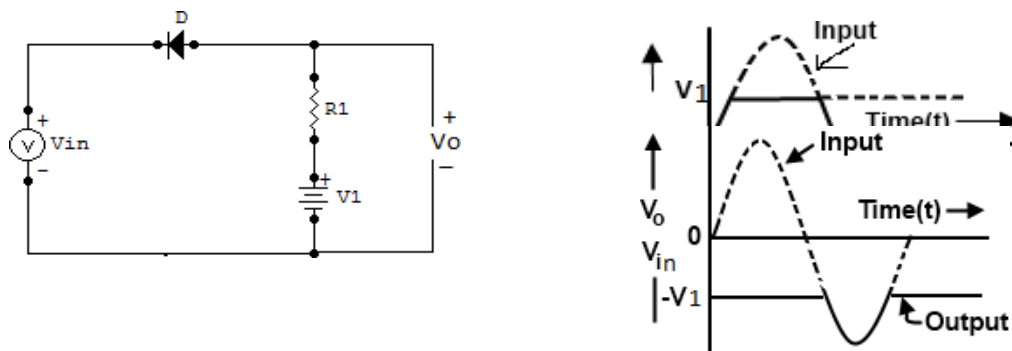 D
R1
+
Vin
-
+
V1
+
Vo
-
Input
V1
Time(t)
Input
Vo
Time(t)
0
Vin
-V1
Output